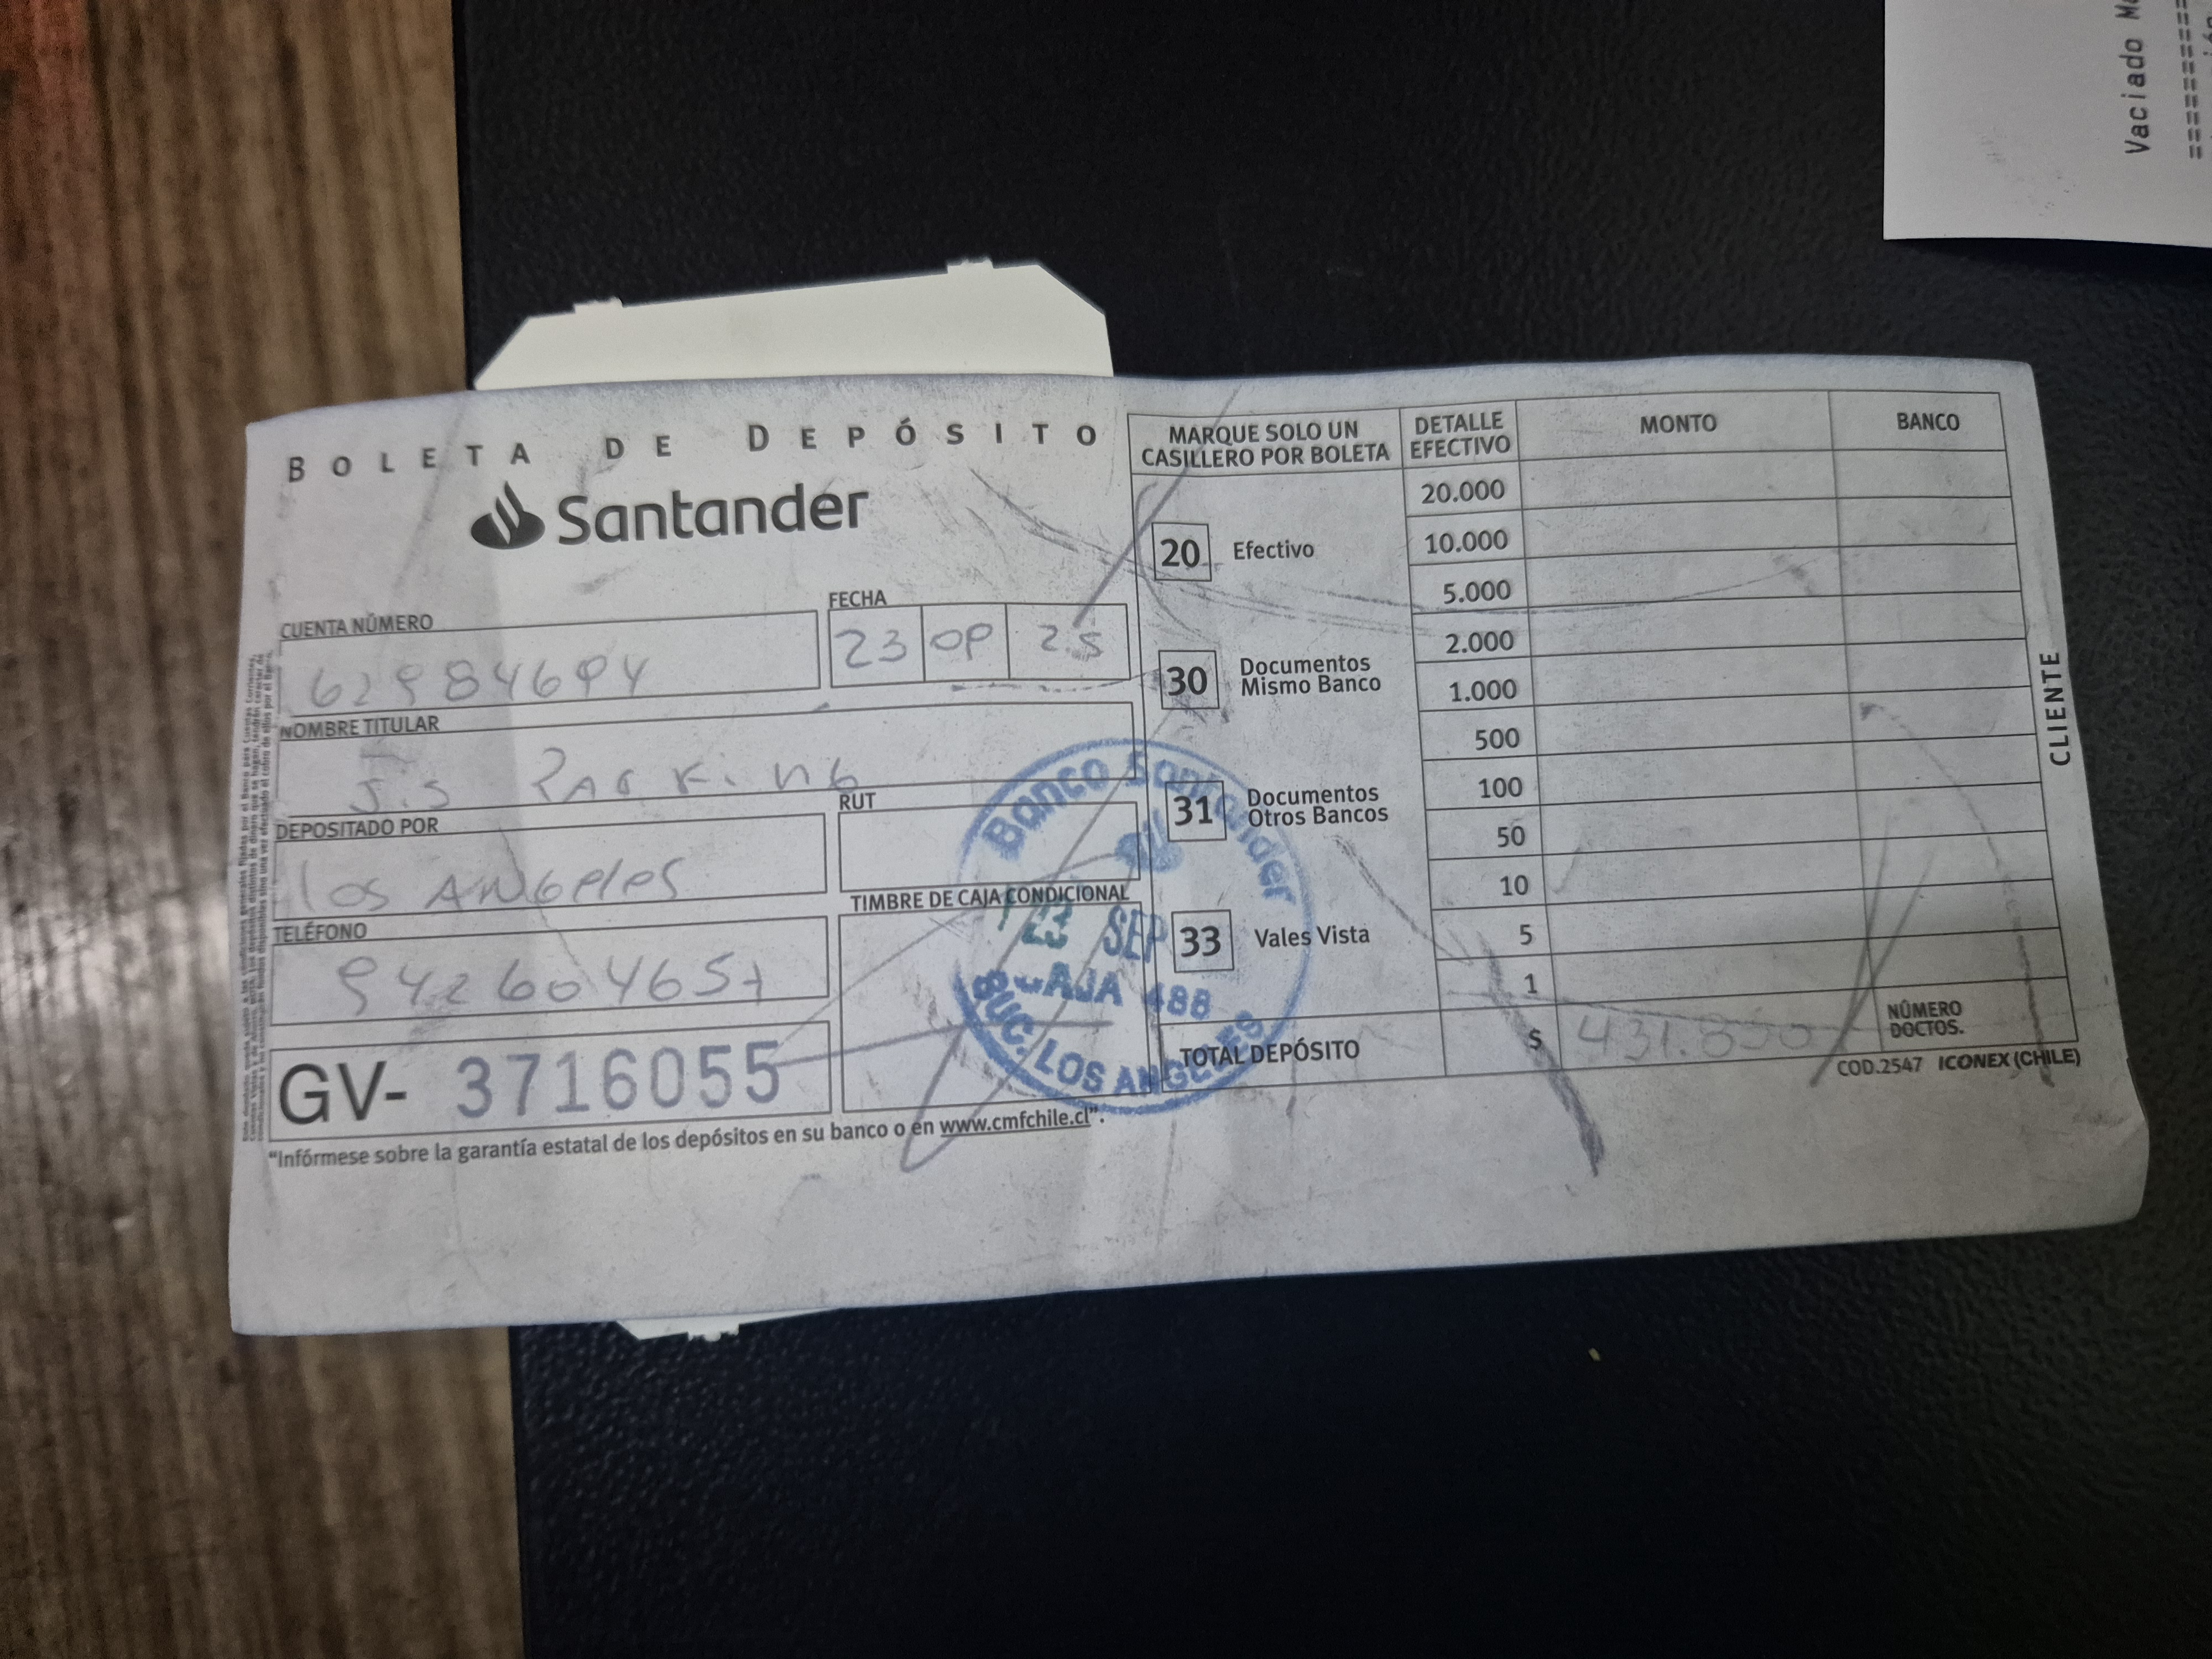 BOLETA DE DEPÓSITO
Santander
CUENTA NÚMERO
62984694
FECHA
23 09 25
NOMBRE TITULAR
J.S PARKING
DEPOSITADO POR
Los ANGeles
RUT
TELÉFONO
942604657
TIMBRE DE CAJA CONDICIONAL
GV- 3716055
"Infórmese sobre la garantía estatal de los depósitos en su banco o en www.cmfchile.cl".
MARQUE SOLO UN
CASILLERO POR BOLETA
20 Efectivo
30 Documentos
Mismo Banco
31 Documentos
Otros Bancos
33 Vales Vista
DETALLE
EFECTIVO
MONTO
BANCO
20.000
10.000
5.000
2.000
1.000
500
100
50
10
5
1
TOTAL DEPÓSITO $ 431.850
NÚMERO
DOCTOS.
COD.2547 ICONEX (CHILE)
CLIENTE
Banco Santander
23 SEP
CAJA 488
SUC. LOS ANGELES
Vaciado